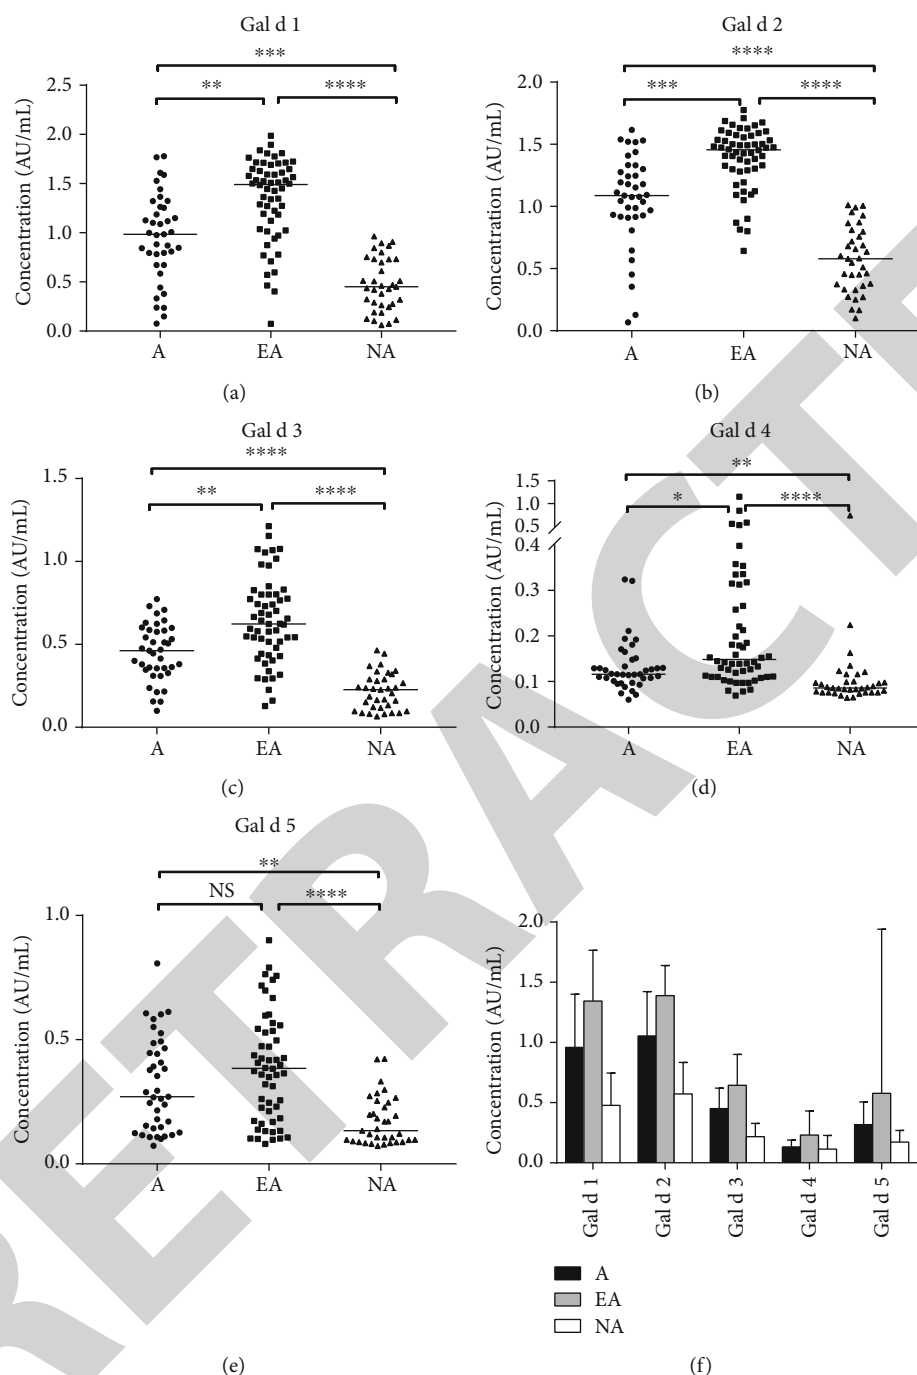 Gal d 1
***
**
****
Concentration (AU/mL)
2.5
2.0
1.5
1.0
0.5
0.0
A
EA
NA
(a)
Gal d 2
****
***
****
Concentration (AU/mL)
2.0
1.5
1.0
0.5
0.0
A
EA
NA
(b)
Gal d 3
****
**
****
Concentration (AU/mL)
1.5
1.0
0.5
0.0
A
EA
NA
(c)
Gal d 4
**
*
****
Concentration (AU/mL)
1.5
1.0
0.5
0.4
0.3
0.2
0.1
0.0
A
EA
NA
(d)
Gal d 5
**
NS
****
Concentration (AU/mL)
1.0
0.5
0.0
A
EA
NA
(e)
Concentration (AU/mL)
2.0
1.5
1.0
0.5
0.0
Gal d 1
Gal d 2
Gal d 3
Gal d 4
Gal d 5
A
EA
NA
(f)
RETRACTE